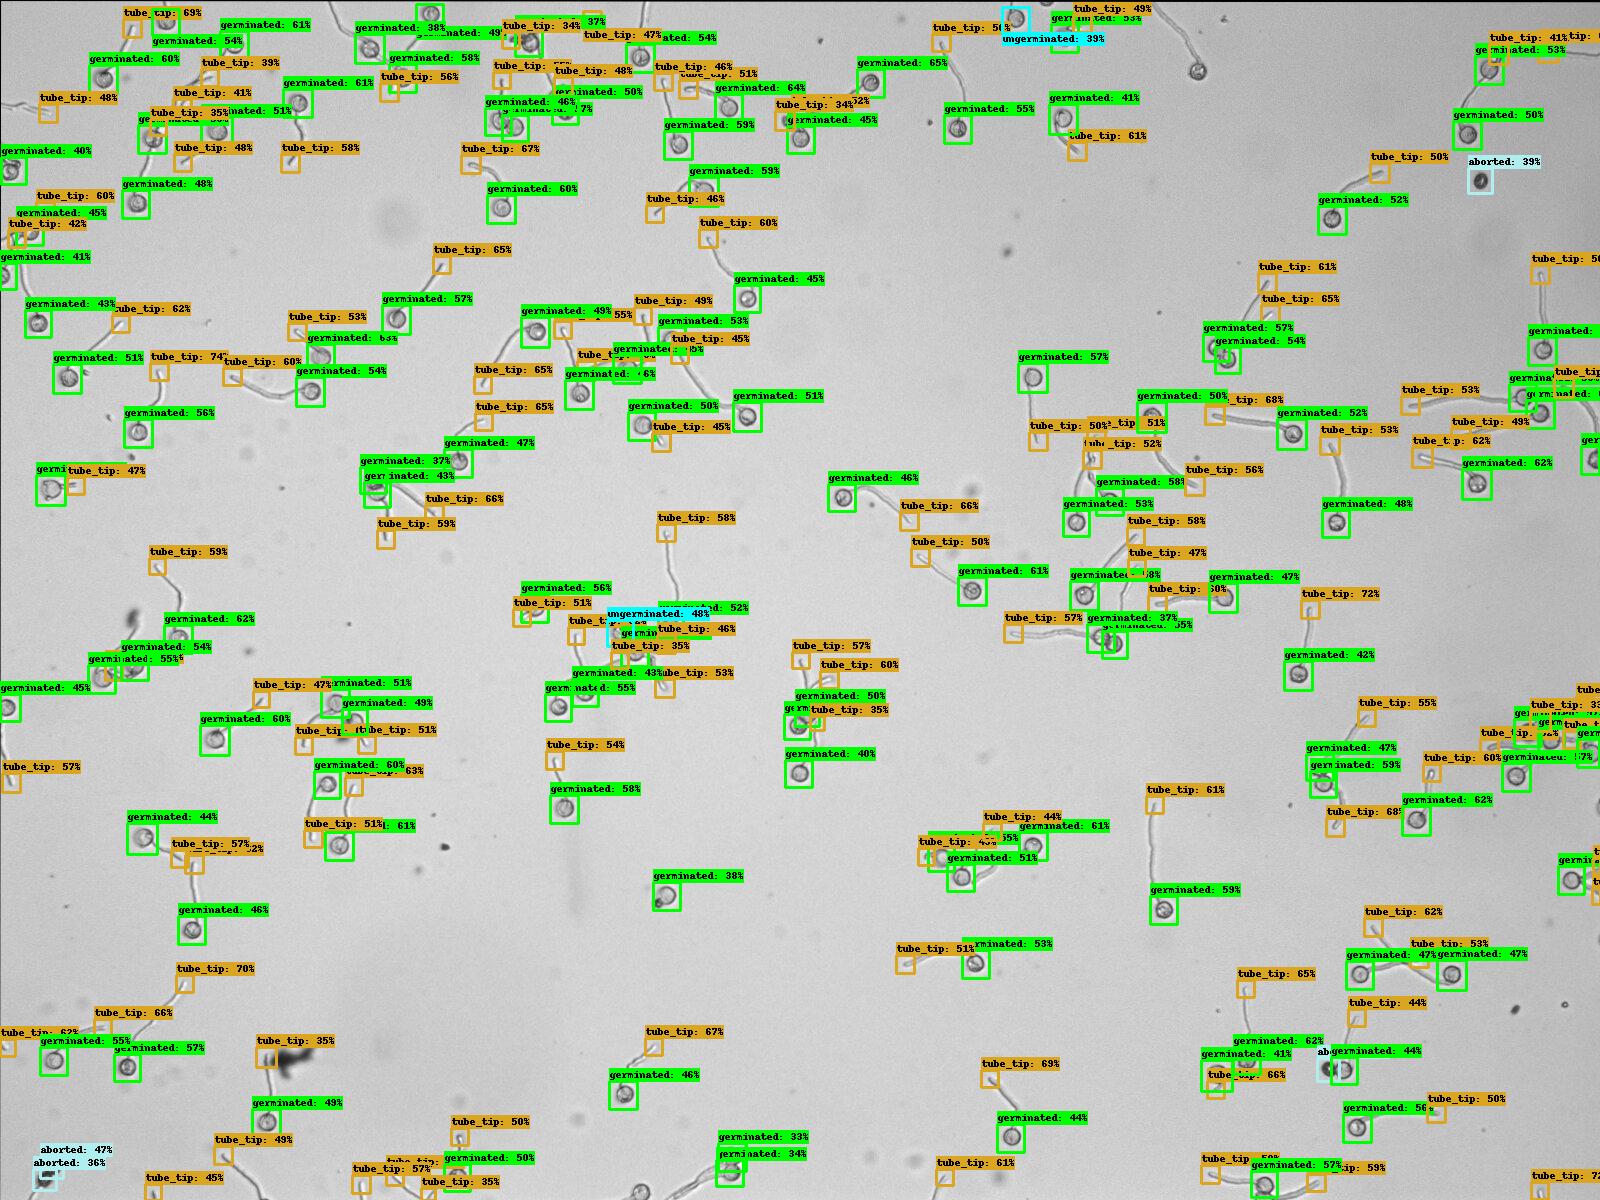 tube_tip: 69%
germinated: 61%
germinated: 38%
tube_tip: 34%
37%
tube_tip: 47%
tube_tip: 49%
ungerminated: 39%
tube_tip: 41%
germinated: 54%
germinated: 60%
tube_tip: 39%
germinated: 58%
tube_tip: 56%
tube_tip: 48%
tube_tip: 46%
germinated: 65%
germinated: 61%
germinated: 64%
tube_tip: 48%
tube_tip: 41%
tube_tip: 35%
germinated: 46%
tube_tip: 34%
germinated: 45%
germinated: 55%
germinated: 41%
germinated: 50%
germinated: 59%
tube_tip: 61%
germinated: 40%
tube_tip: 48%
tube_tip: 58%
tube_tip: 67%
tube_tip: 50%
aborted: 39%
germinated: 48%
germinated: 60%
germinated: 59%
tube_tip: 60%
tube_tip: 46%
germinated: 52%
germinated: 45%
tube_tip: 42%
tube_tip: 60%
germinated: 41%
tube_tip: 65%
tube_tip: 61%
germinated: 45%
tube_tip: 65%
germinated: 43%
tube_tip: 62%
tube_tip: 53%
germinated: 57%
germinated: 49%
tube_tip: 49%
germinated: 53%
germinated: 57%
germinated: 54%
tube_tip: 45%
germinated: 51%
tube_tip: 74%
tube_tip: 60%
germinated: 54%
tube_tip: 65%
germinated: 57%
germinated: 56%
tube_tip: 65%
germinated: 50%
germinated: 51%
tube_tip: 45%
germinated: 50%
tube_tip: 68%
germinated: 52%
tube_tip: 53%
tube_tip: 49%
tube_tip: 50%
tube_tip: 52%
tube_tip: 53%
tube_tip: 62%
germinated: 62%
tube_tip: 47%
germinated: 47%
germinated: 37%
germinated: 43%
tube_tip: 66%
tube_tip: 59%
germinated: 46%
tube_tip: 66%
tube_tip: 56%
germinated: 58%
germinated: 53%
germinated: 48%
tube_tip: 58%
tube_tip: 50%
tube_tip: 58%
tube_tip: 47%
tube_tip: 59%
germinated: 61%
germinated: 47%
tube_tip: 72%
germinated: 56%
tube_tip: 51%
ungerminated: 48%
tube_tip: 46%
tube_tip: 35%
germinated: 62%
germinated: 54%
germinated: 55%
tube_tip: 57%
germinated: 37%
germinated: 42%
tube_tip: 57%
tube_tip: 60%
tube_tip: 53%
germinated: 43%
germinated: 45%
tube_tip: 47%
germinated: 49%
germinated: 50%
tube_tip: 35%
tube_tip: 55%
germinated: 60%
tube_tip: 51%
tube_tip: 54%
germinated: 40%
germinated: 47%
germinated: 59%
tube_tip: 57%
germinated: 60%
germinated: 58%
tube_tip: 61%
germinated: 62%
tube_tip: 68%
germinated: 44%
tube_tip: 51%
tube_tip: 57%
tube_tip: 44%
germinated: 61%
germinated: 51%
germinated: 38%
germinated: 59%
germinated: 46%
tube_tip: 62%
tube_tip: 51%
germinated: 53%
tube_tip: 53%
germinated: 47%
germinated: 47%
tube_tip: 70%
tube_tip: 65%
tube_tip: 66%
tube_tip: 44%
germinated: 55%
germinated: 57%
tube_tip: 35%
tube_tip: 67%
germinated: 62%
germinated: 41%
germinated: 44%
tube_tip: 66%
tube_tip: 69%
germinated: 46%
germinated: 49%
germinated: 44%
tube_tip: 50%
tube_tip: 50%
tube_tip: 49%
germinated: 33%
germinated: 34%
aborted: 47%
aborted: 36%
germinated: 50%
tube_tip: 57%
tube_tip: 35%
tube_tip: 45%
tube_tip: 61%
germinated: 57%
tube_tip: 59%